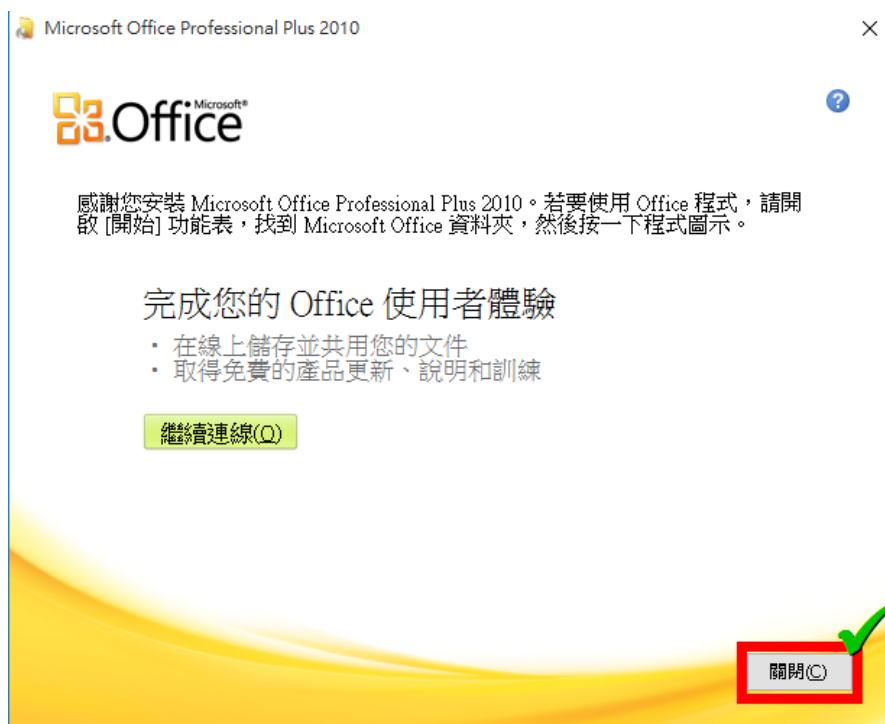 Microsoft Office Professional Plus 2010
Microsoft®
Office
感謝您安裝 Microsoft Office Professional Plus 2010。若要使用 Office 程式，請開
啟 [開始] 功能表，找到 Microsoft Office 資料夾，然後按一下程式圖示。
完成您的 Office 使用者體驗
• 在線上儲存並共用您的文件
• 取得免費的產品更新、說明和訓練
繼續連線(O)
關閉(C)